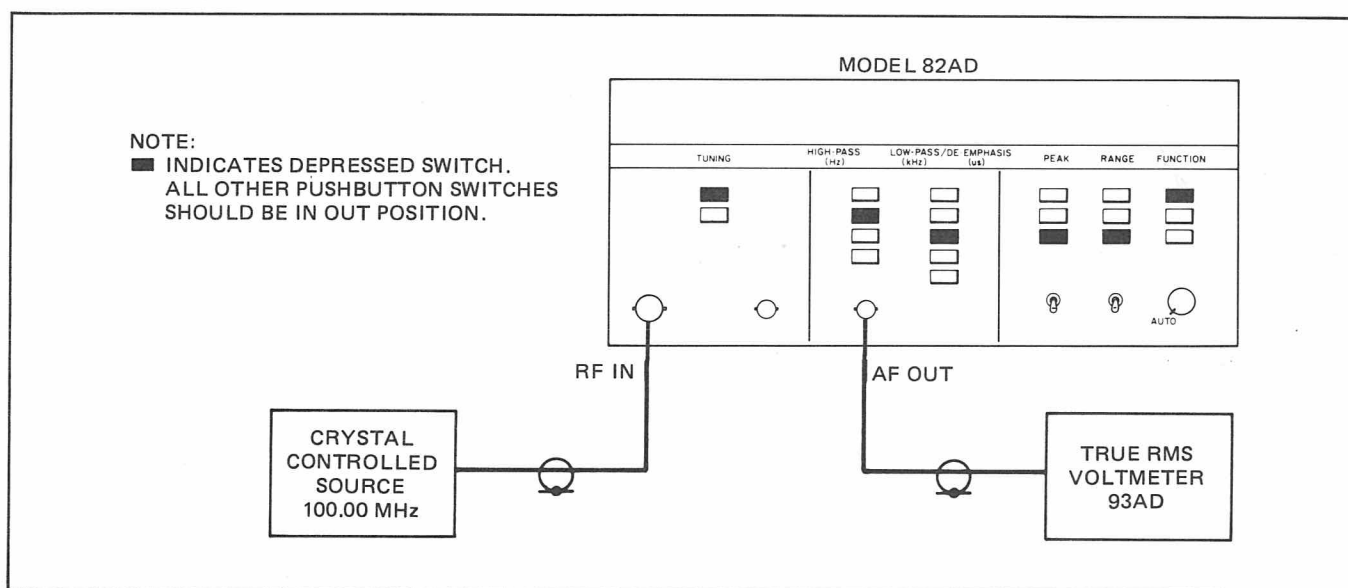 MODEL 82AD
NOTE:
INDICATES DEPRESSED SWITCH.
ALL OTHER PUSHBUTTON SWITCHES
SHOULD BE IN OUT POSITION.
TUNING
HIGH-PASS
(Hz)
LOW-PASS/DE EMPHASIS
(kHz) (us)
PEAK
RANGE
FUNCTION
AUTO
RF IN
AF OUT
CRYSTAL
CONTROLLED
SOURCE
100.00 MHz
TRUE RMS
VOLTMETER
93AD